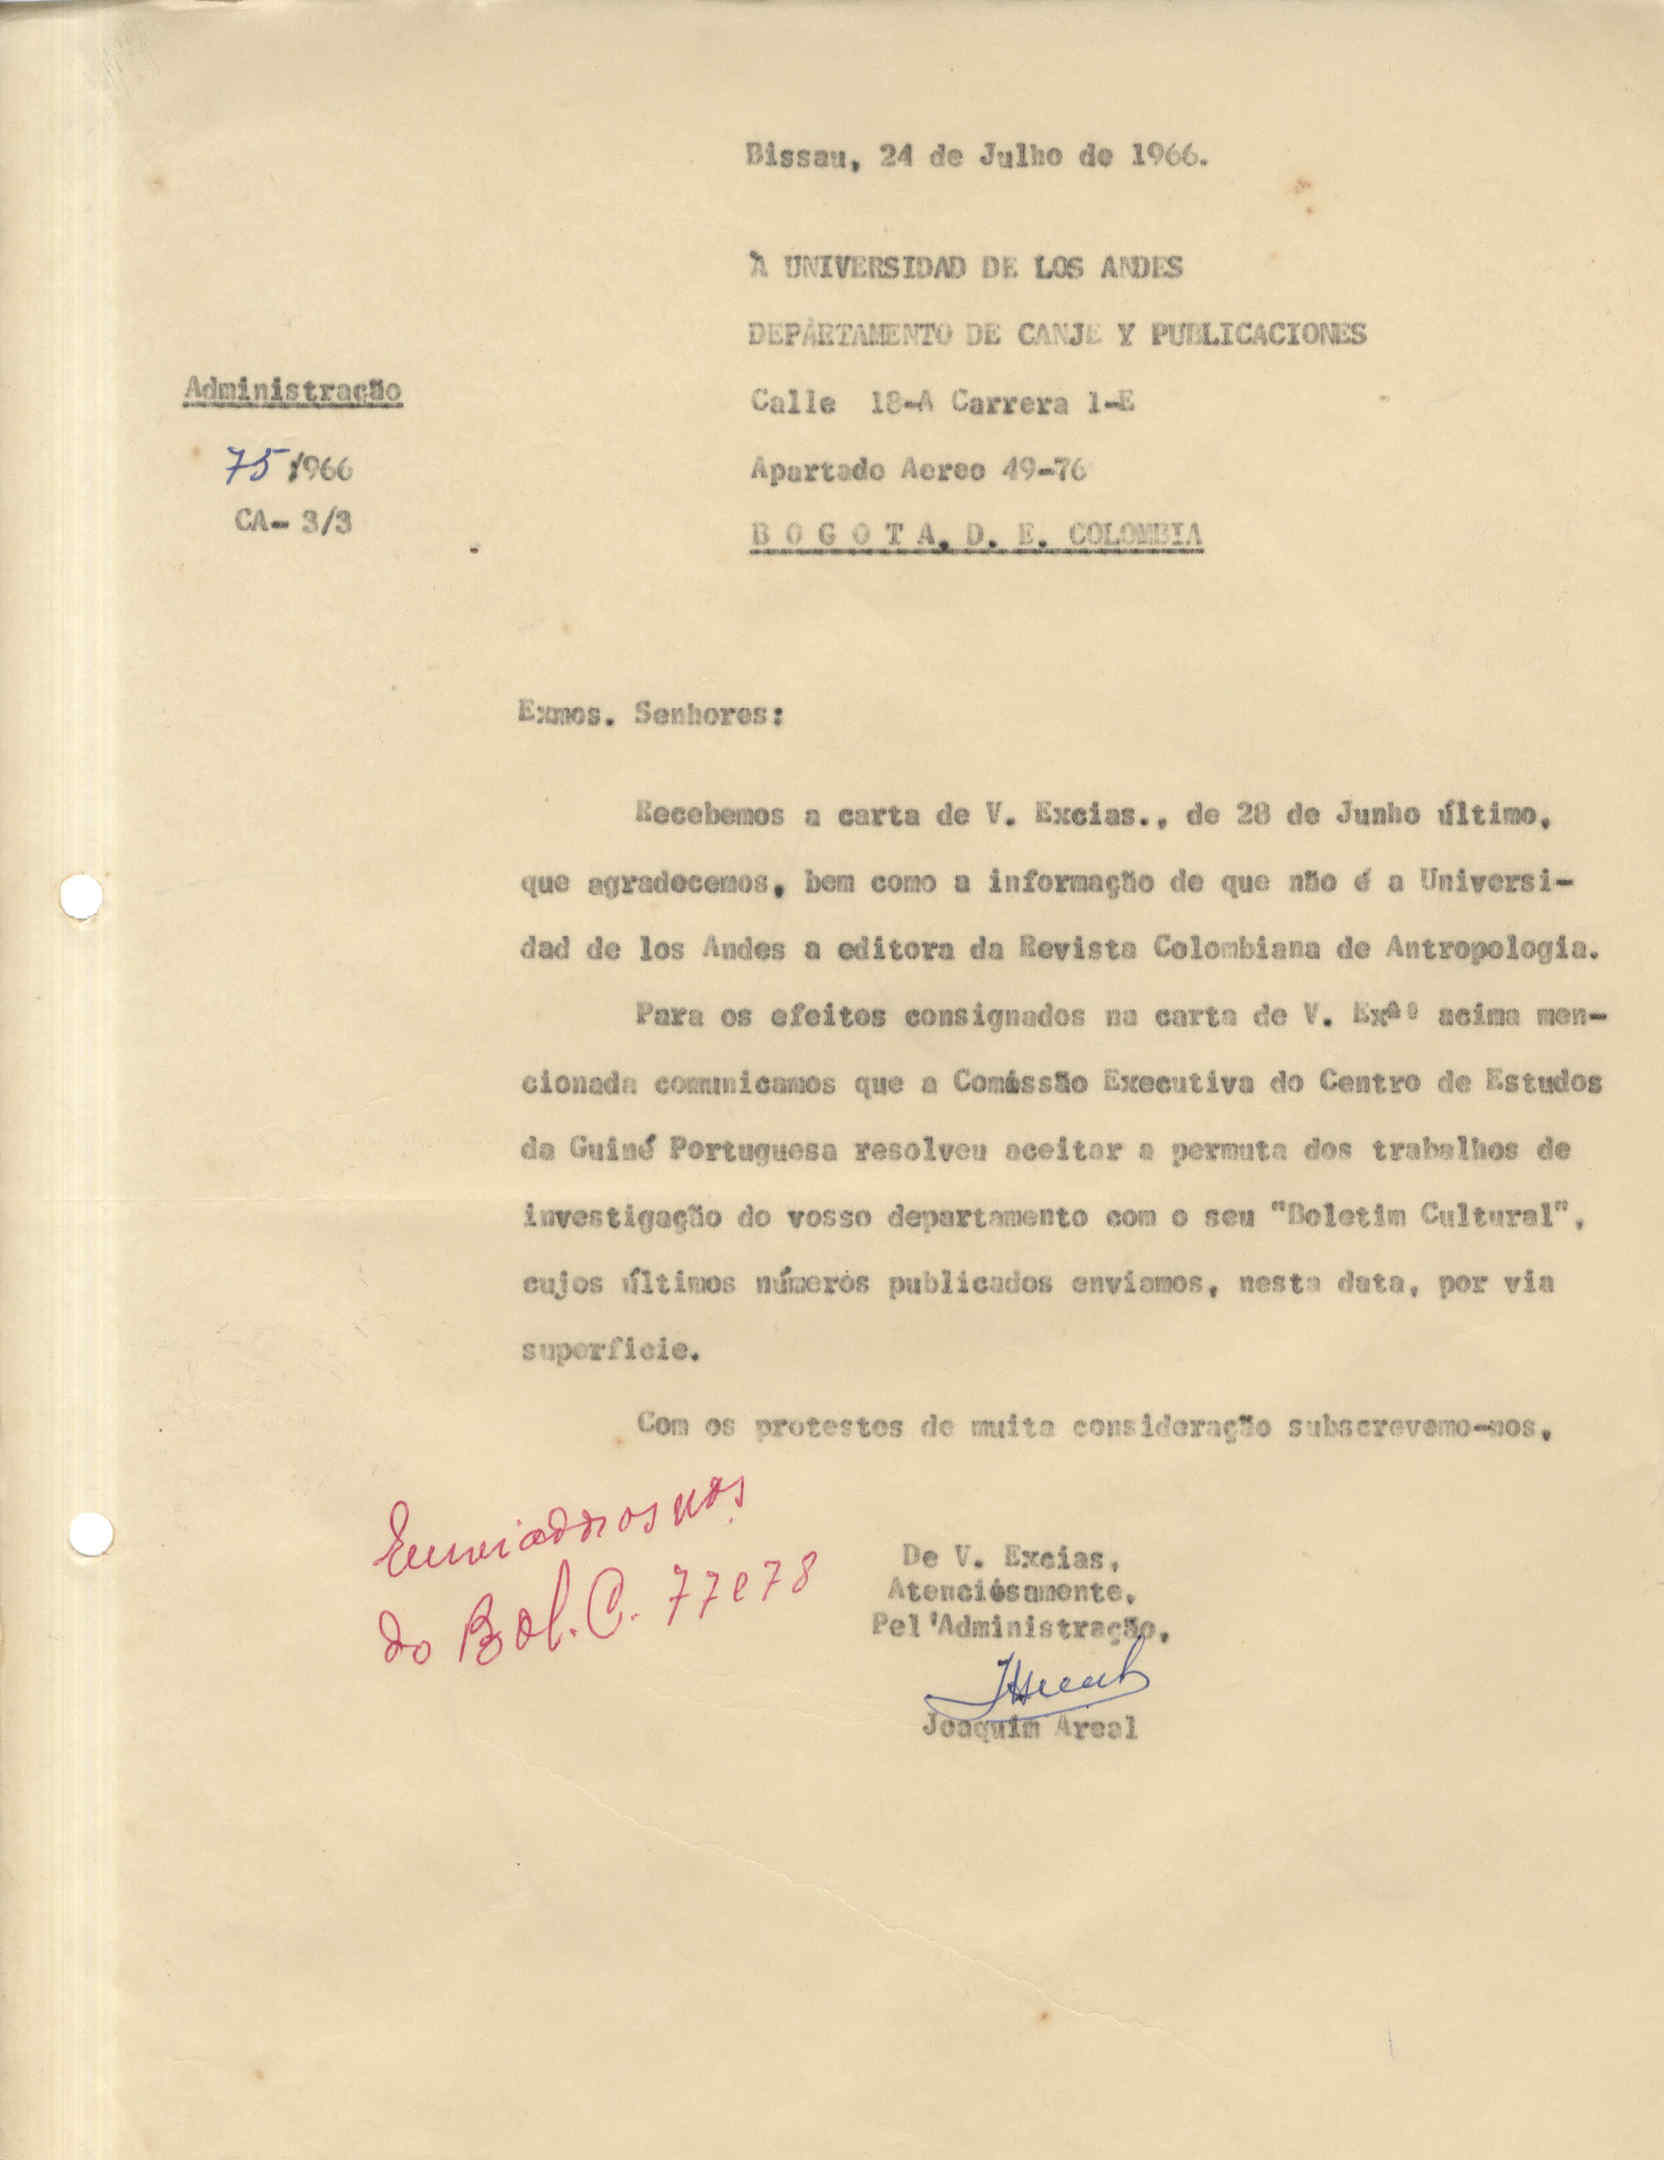 Bissau, 24 de Julho de 1966.
À UNIVERSIDAD DE LOS ANDES
DEPARTAMENTO DE CANJE Y PUBLICACIONES
Administração
Calle 18-A Carrera 1-E
75/1966
Apartado Aereo 49-76
CA- 3/3
B O G O T A, D. E. COLOMBIA
Exmos. Senhores:
Recebemos a carta de V. Excias., de 28 de Junho último,
que agradecemos, bem como a informação de que não é a Universi-
dad de los Andes a editora da Revista Colombiana de Antropologia.
Para os efeitos consignados na carta de V. Exªs acima men-
cionada comunicamos que a Comissão Executiva do Centro de Estudos
da Guiné Portuguesa resolveu aceitar a permuta dos trabalhos de
investigação do vosso departamento com o seu "Boletim Cultural",
cujos últimos números publicados enviamos, nesta data, por via
superficie.
Com os protestos de muita consideração subscrevemo-nos,
Enviados os nos.
do Bol. C. 77 e 78
De V. Excias,
Atenciósamente,
Pel'Administração,
Joaquim Areal